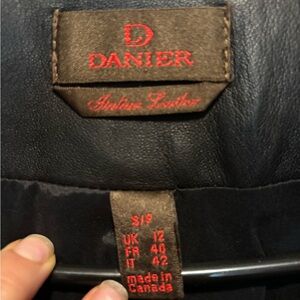 D
DANIER
Italian Leather
S/P
UK 12
FR 40
IT 42
made in
Canada